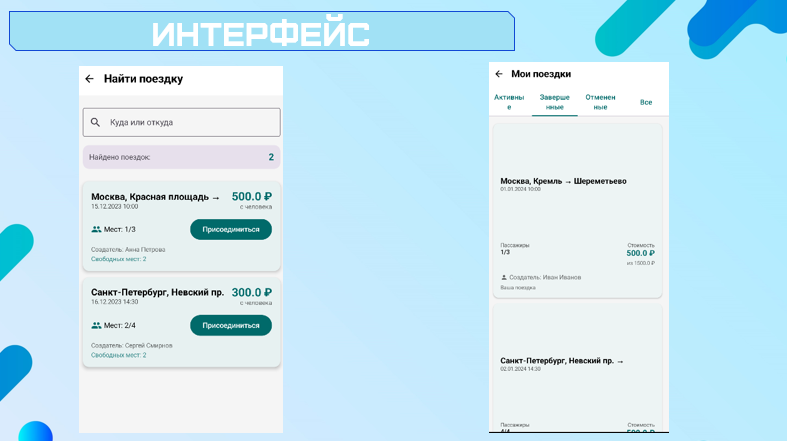 ИНТЕРФЕЙС
Найти поездку
Куда или откуда
Найдено поездок: 2
Москва, Красная площадь → 500.0 ₽
15.12.2023 10:00 с человека
Мест: 1/3 Присоединиться
Создатель: Анна Петрова
Свободных мест: 2
Санкт-Петербург, Невский пр. 300.0 ₽
16.12.2023 14:30 с человека
Мест: 2/4 Присоединиться
Создатель: Сергей Смирнов
Свободных мест: 2
Мои поездки
Активны Заверше Отменен Все
е нные ные
Москва, Кремль → Шереметьево
01.01.2024 10:00
Пассажиры Стоимость
1/3 500.0 ₽
из 1500.0 ₽
Создатель: Иван Иванов
Ваша поездка
Санкт-Петербург, Невский пр. →
02.01.2024 14:30
Пассажиры Стоимость
4/4 500.0 ₽